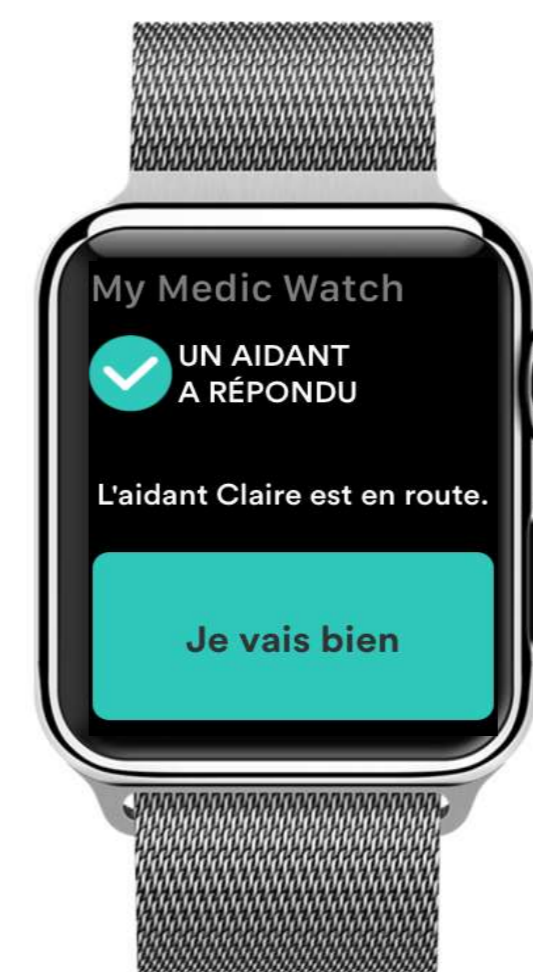 My Medic Watch
UN AIDANT
A RÉPONDU
L'aidant Claire est en route.
Je vais bien